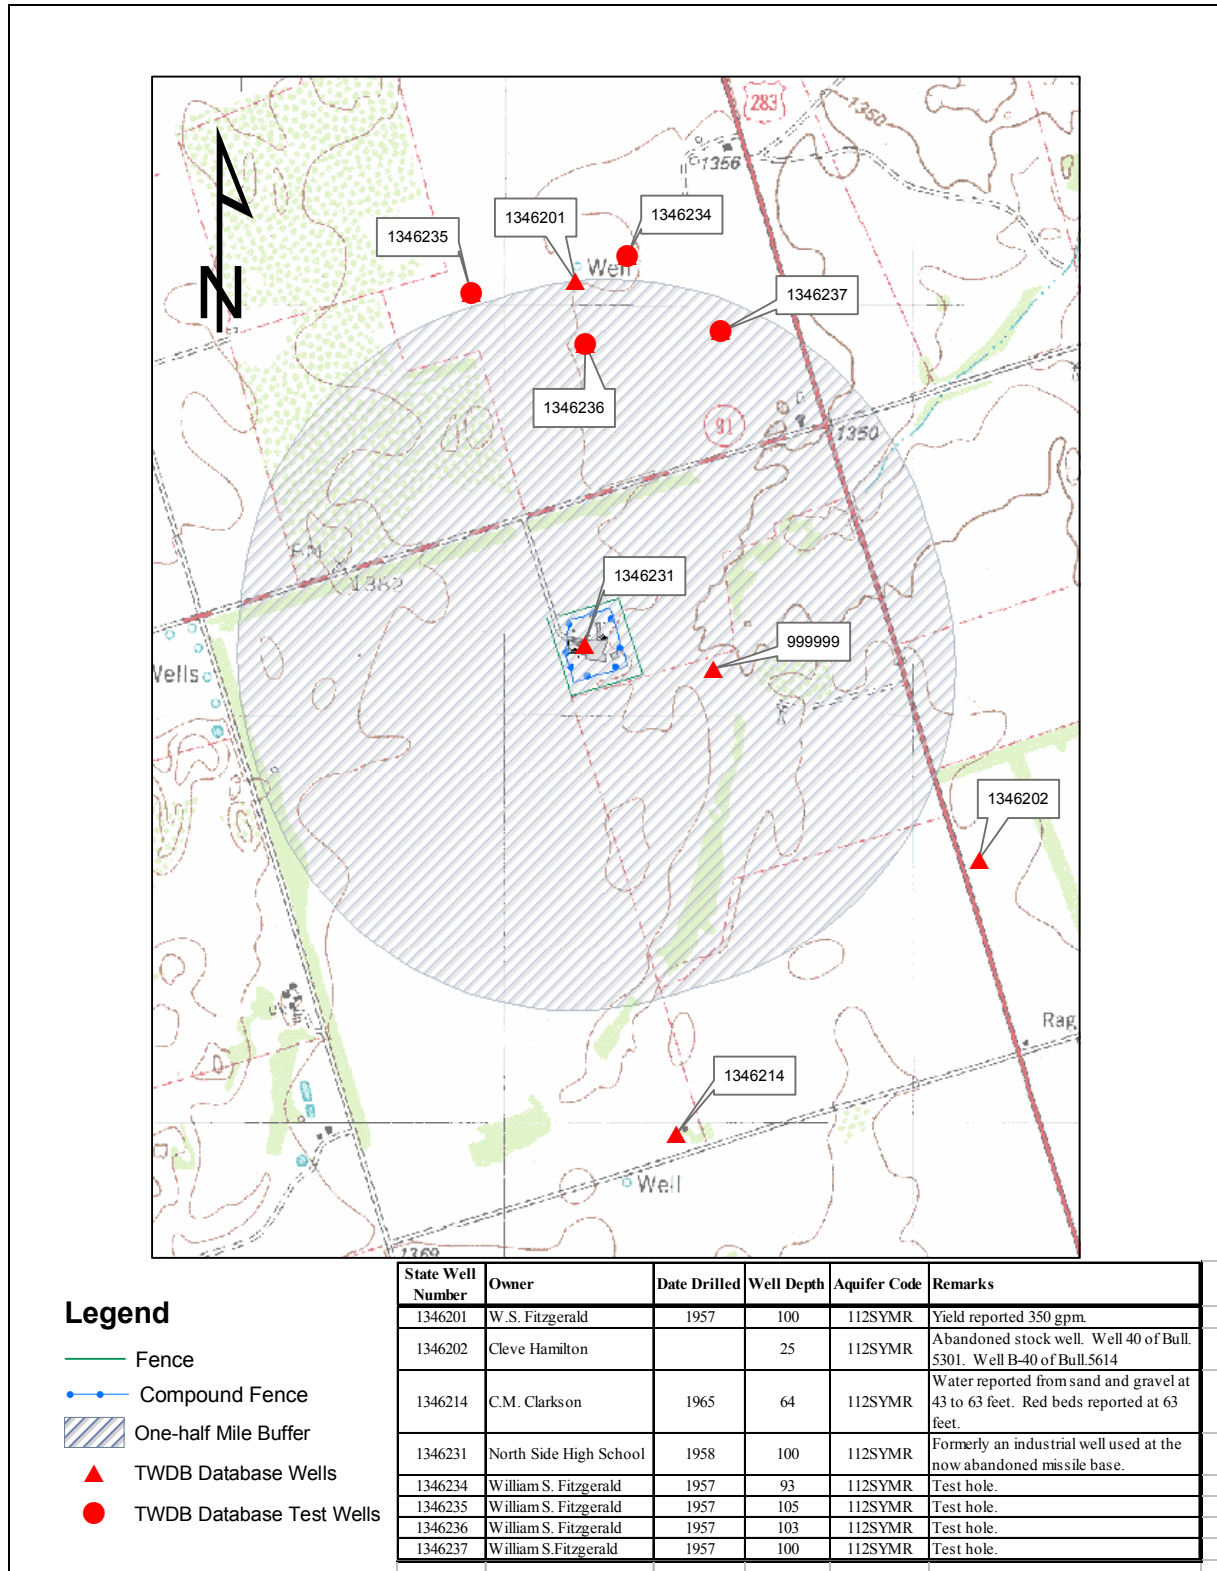 283
1350
1356
1346234
1346201
1346235
Well
1346237
N
1346236
91
1350
1382
1346231
999999
Wells
1346202
Rag
1346214
Well
1369
Legend
Fence
Compound Fence
One-half Mile Buffer
TWDB Database Wells
TWDB Database Test Wells
State Well Number Owner Date Drilled Well Depth Aquifer Code Remarks
1346201 W.S. Fitzgerald 1957 100 112SYMR Yield reported 350 gpm.
1346202 Cleve Hamilton 25 112SYMR Abandoned stock well. Well 40 of Bull.
5301. Well B-40 of Bull.5614
1346214 C.M. Clarkson 1965 64 112SYMR Water reported from sand and gravel at
43 to 63 feet. Red beds reported at 63
feet.
1346231 North Side High School 1958 100 112SYMR Formerly an industrial well used at the
now abandoned missile base.
1346234 William S. Fitzgerald 1957 93 112SYMR Test hole.
1346235 William S. Fitzgerald 1957 105 112SYMR Test hole.
1346236 William S. Fitzgerald 1957 103 112SYMR Test hole.
1346237 William S.Fitzgerald 1957 100 112SYMR Test hole.